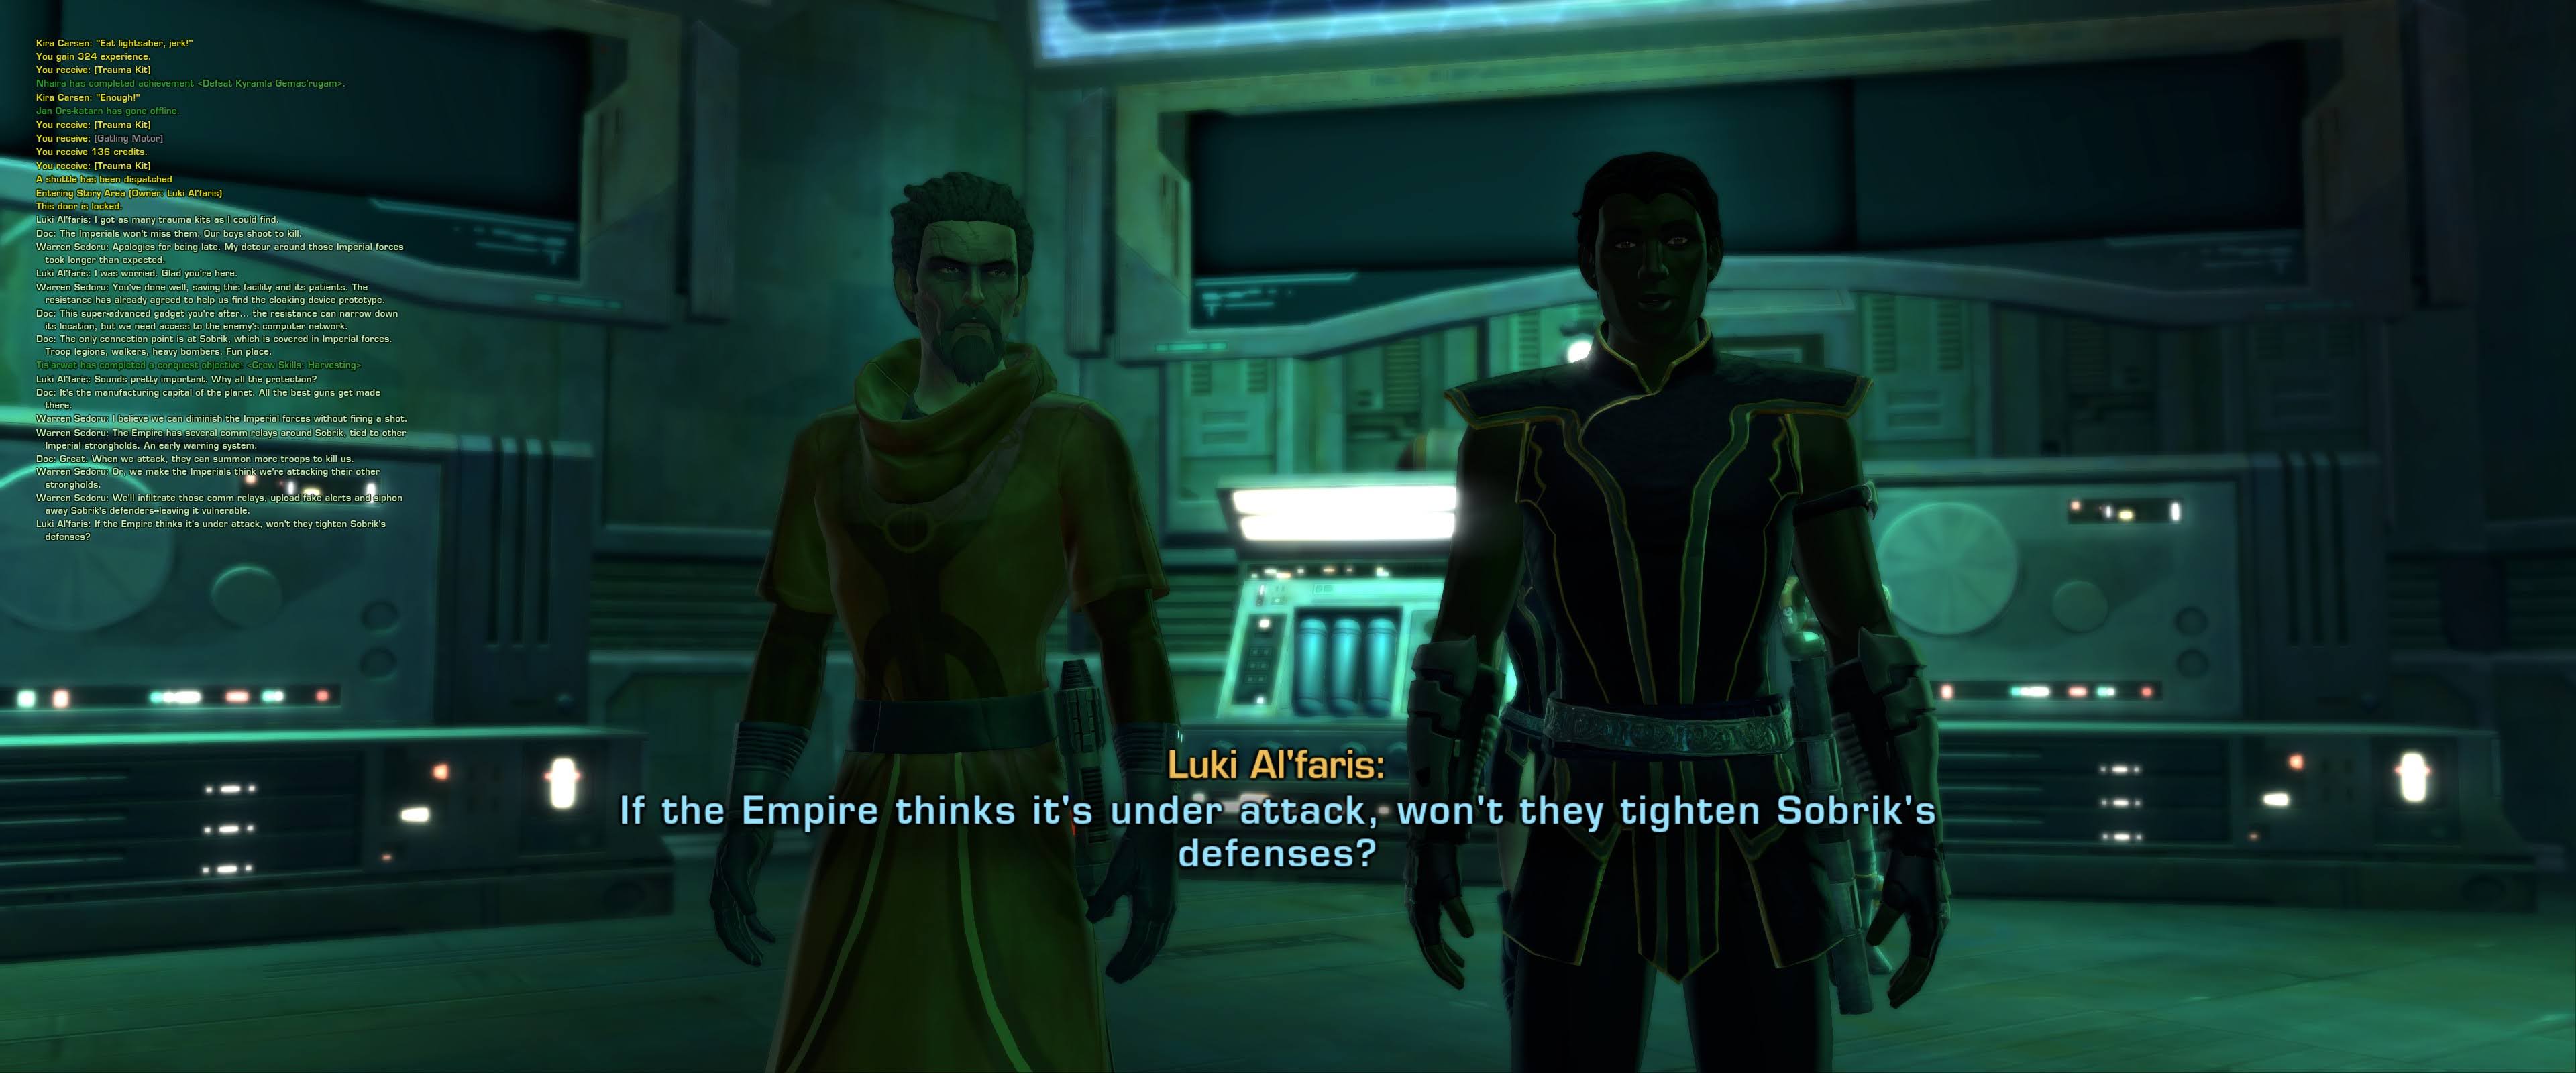 Kira Carsen: "Eat lightsaber, jerk!"
You gain 324 experience.
You receive: [Trauma Kit]
Nhaira has completed achievement <Defeat Kyramla Gemas'rugam>.
Kira Carsen: "Enough!"
Jan Ors-katarn has gone offline.
You receive: [Trauma Kit]
You receive: [Gatling Motor]
You receive 136 credits.
You receive: [Trauma Kit]
A shuttle has been dispatched
Entering Story Area (Owner: Luki Al'faris)
This door is locked.
Luki Al'faris: I got as many trauma kits as I could find.
Doc: The Imperials won't miss them. Our boys shoot to kill.
Warren Sedoru: Apologies for being late. My detour around those Imperial forces
took longer than expected.
Luki Al'faris: I was worried. Glad you're here.
Warren Sedoru: You've done well, saving this facility and its patients. The
resistance has already agreed to help us find the cloaking device prototype.
Doc: This super-advanced gadget you're after... the resistance can narrow down
its location, but we need access to the enemy's computer network.
Doc: The only connection point is at Sobrik, which is covered in Imperial forces.
Troop legions, walkers, heavy bombers. Fun place.
Tis'arwat has completed a conquest objective: <Crew Skills: Harvesting>
Luki Al'faris: Sounds pretty important. Why all the protection?
Doc: It's the manufacturing capital of the planet. All the best guns get made
there.
Warren Sedoru: I believe we can diminish the Imperial forces without firing a shot.
Warren Sedoru: The Empire has several comm relays around Sobrik, tied to other
Imperial strongholds. An early warning system.
Doc: Great. When we attack, they can summon more troops to kill us.
Warren Sedoru: Or, we make the Imperials think we're attacking their other
strongholds.
Warren Sedoru: We'll infiltrate those comm relays, upload fake alerts and siphon
away Sobrik's defenders–leaving it vulnerable.
Luki Al'faris: If the Empire thinks it's under attack, won't they tighten Sobrik's
defenses?
Luki Al'faris:
If the Empire thinks it's under attack, won't they tighten Sobrik's
defenses?